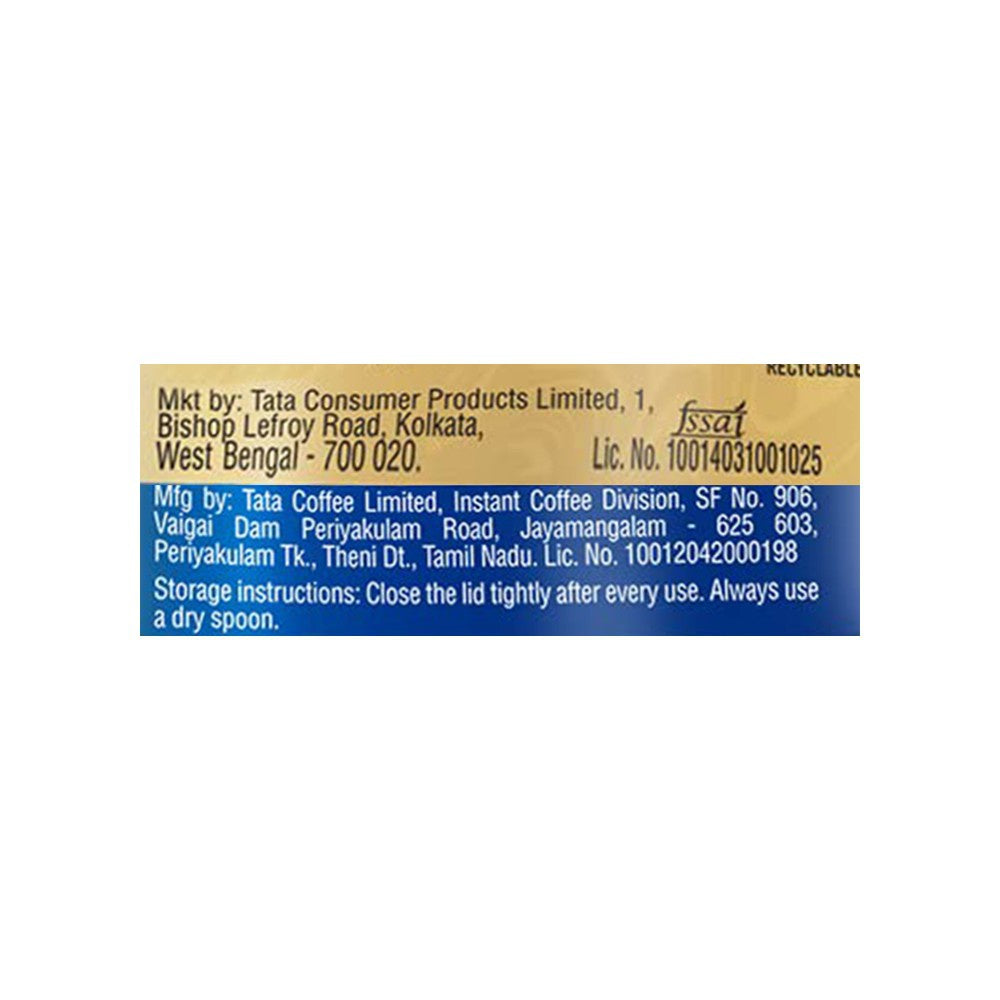 RECYCLABLE
Mkt by: Tata Consumer Products Limited, 1,
Bishop Lefroy Road, Kolkata,
West Bengal - 700 020.
fssai
Lic. No. 10014031001025
Mfg by: Tata Coffee Limited, Instant Coffee Division, SF No. 906,
Vaigai Dam Periyakulam Road, Jayamangalam - 625 603,
Periyakulam Tk., Theni Dt., Tamil Nadu. Lic. No. 10012042000198
Storage instructions: Close the lid tightly after every use. Always use
a dry spoon.